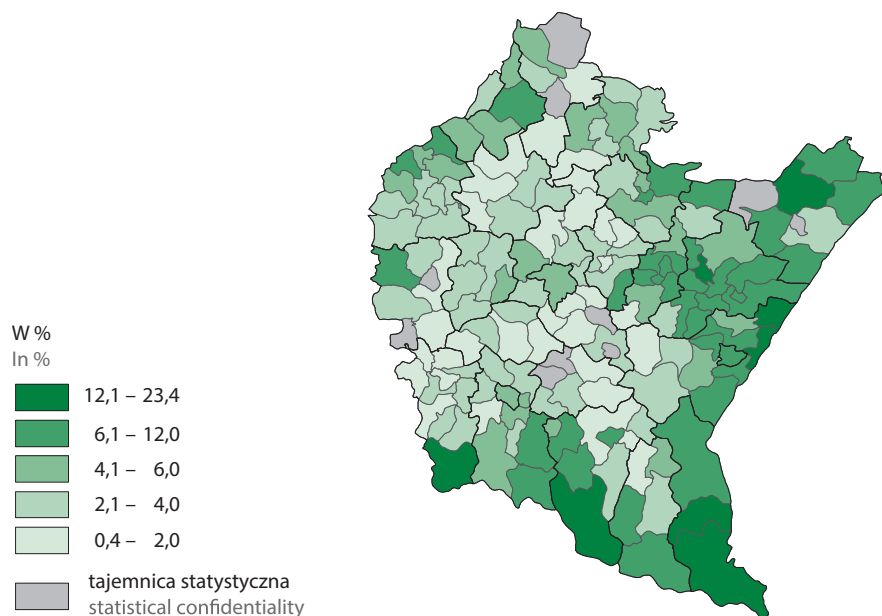 W %
In %
12,1 – 23,4
6,1 – 12,0
4,1 – 6,0
2,1 – 4,0
0,4 – 2,0
tajemnica statystyczna
statistical confidentiality